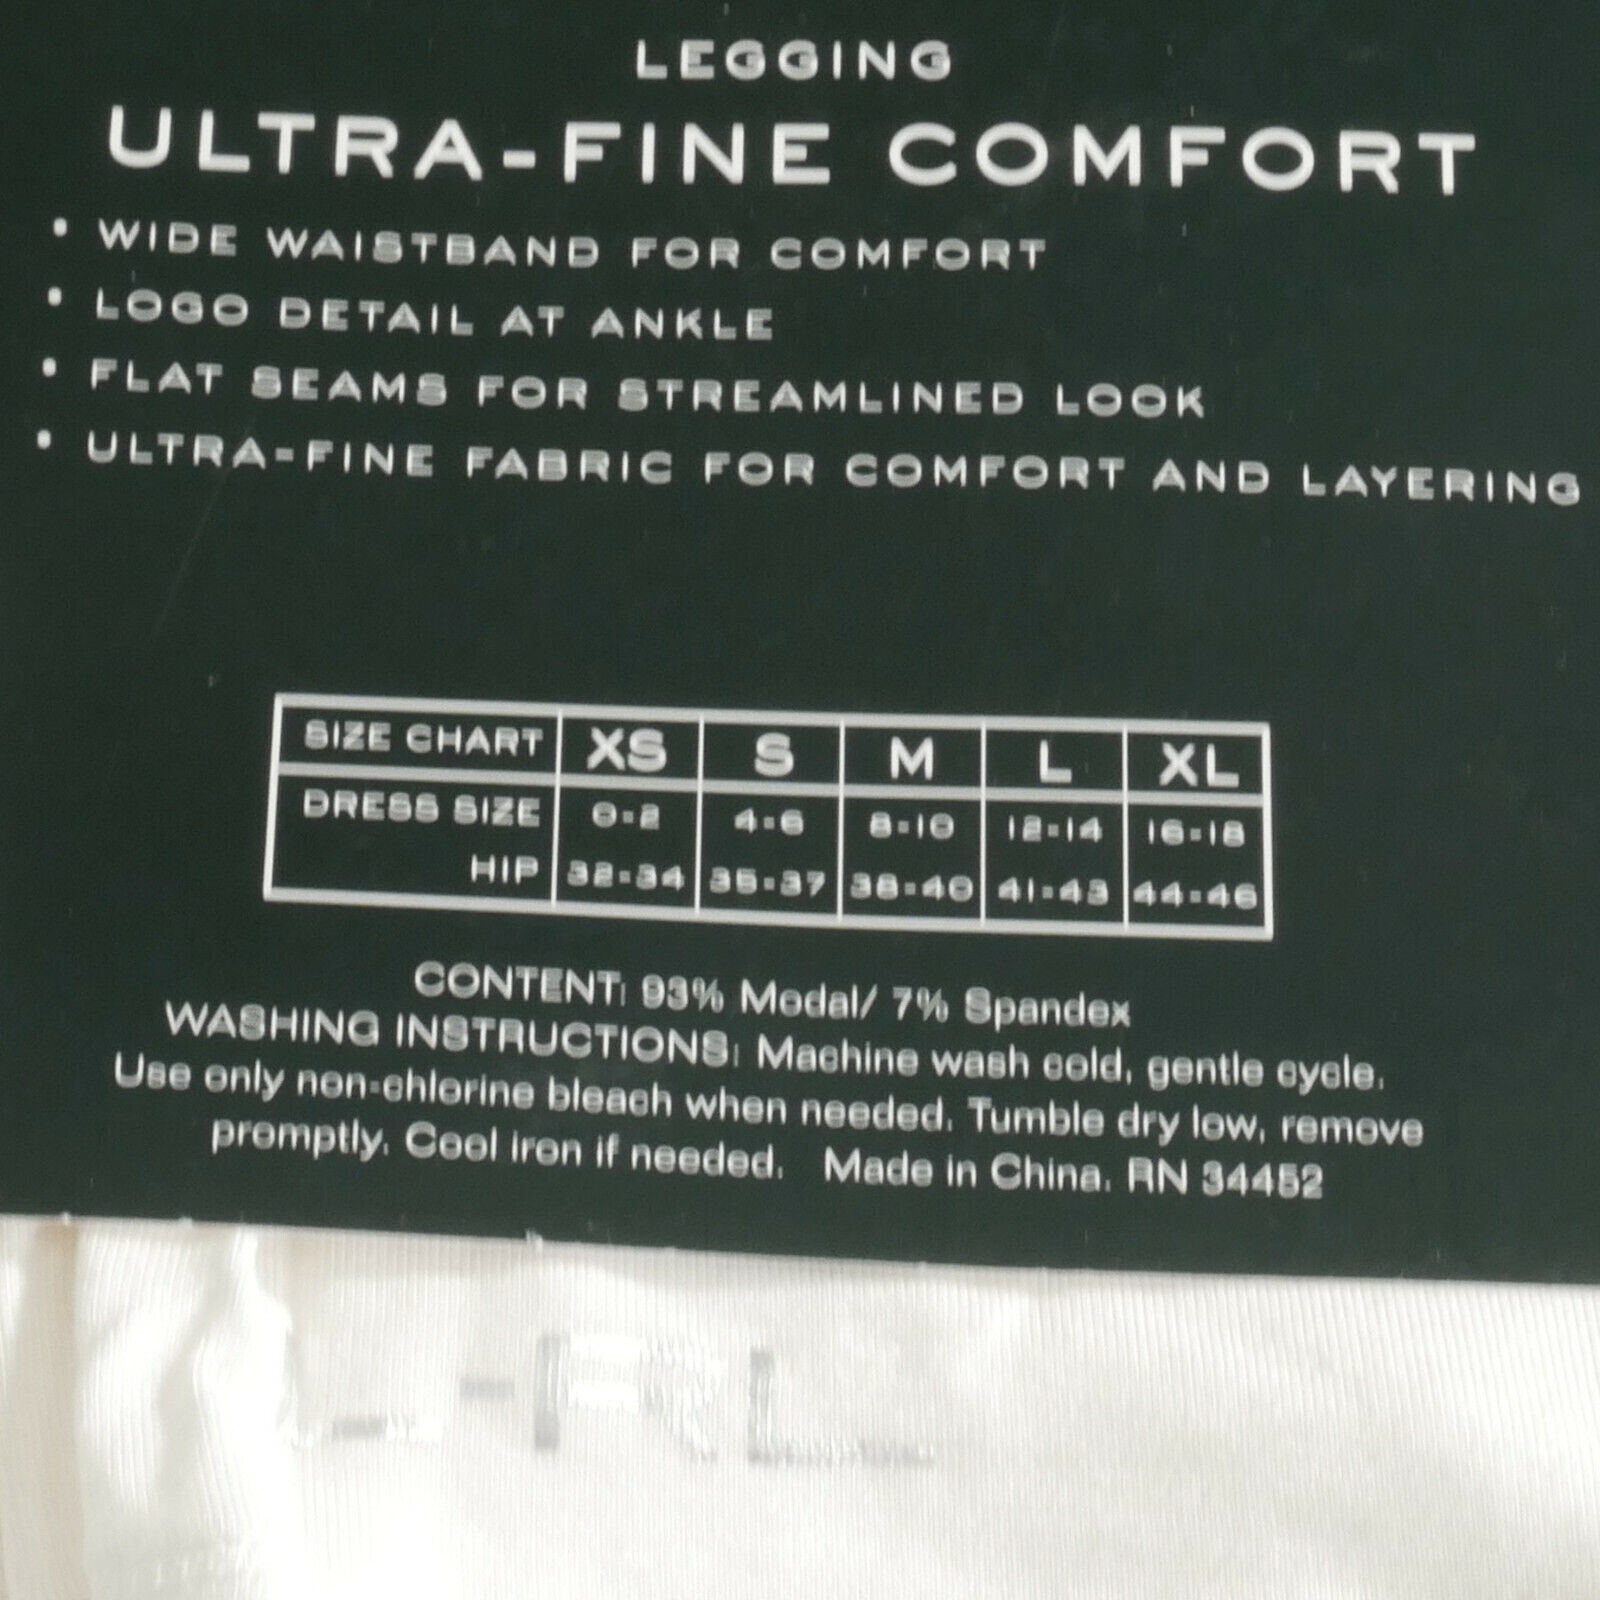 LEGGING
ULTRA-FINE COMFORT
• WIDE WAISTBAND FOR COMFORT
• LOGO DETAIL AT ANKLE
• FLAT SEAMS FOR STREAMLINED LOOK
• ULTRA-FINE FABRIC FOR COMFORT AND LAYERING
SIZE CHART XS S M L XL
DRESS SIZE 0-2 4-6 8-10 12-14 16-18
HIP 32-34 35-37 38-40 41-43 44-46
CONTENT: 93% Modal/ 7% Spandex
WASHING INSTRUCTIONS: Machine wash cold, gentle cycle.
Use only non-chlorine bleach when needed. Tumble dry low, remove
promptly. Cool iron if needed. Made in China. RN 34452